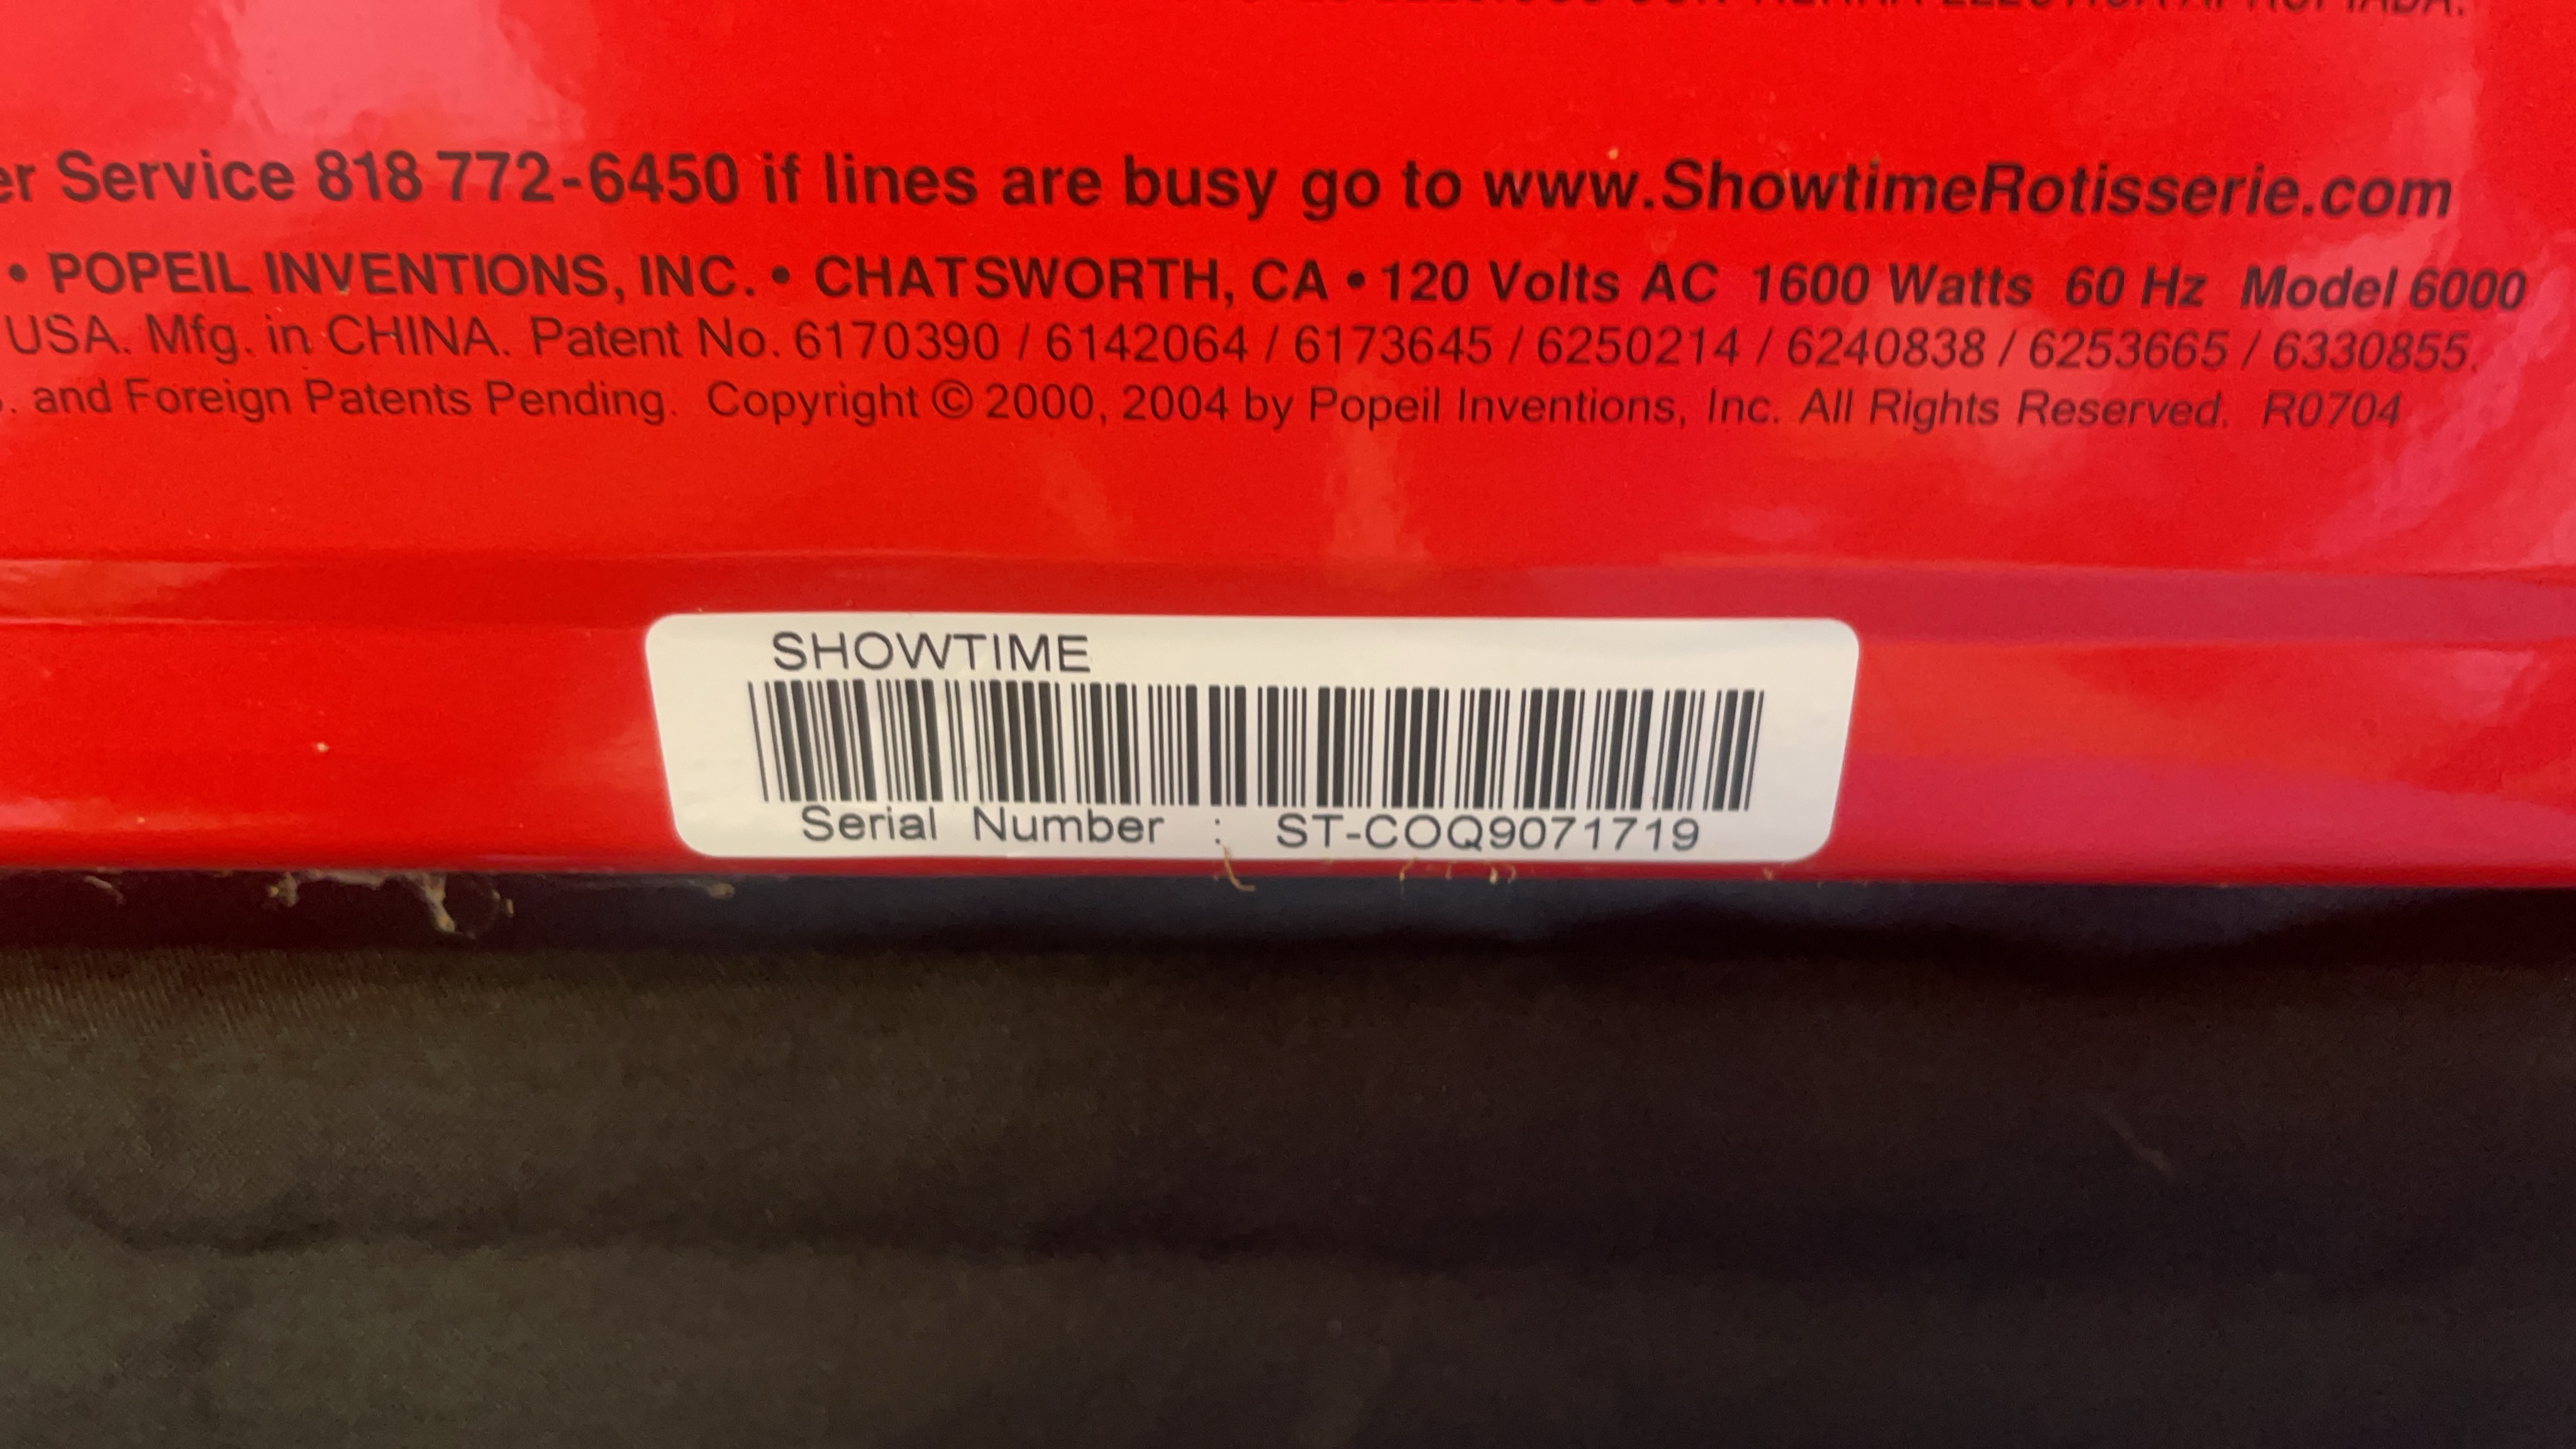 er Service 818 772-6450 if lines are busy go to www.ShowtimeRotisserie.com
• POPEIL INVENTIONS, INC. • CHATSWORTH, CA • 120 Volts AC 1600 Watts 60 Hz Model 6000
USA. Mfg. in CHINA. Patent No. 6170390 / 6142064 / 6173645 / 6250214 / 6240838 / 6253665 / 6330855.
. and Foreign Patents Pending. Copyright © 2000, 2004 by Popeil Inventions, Inc. All Rights Reserved. R0704
SHOWTIME
Serial Number : ST-COQ9071719